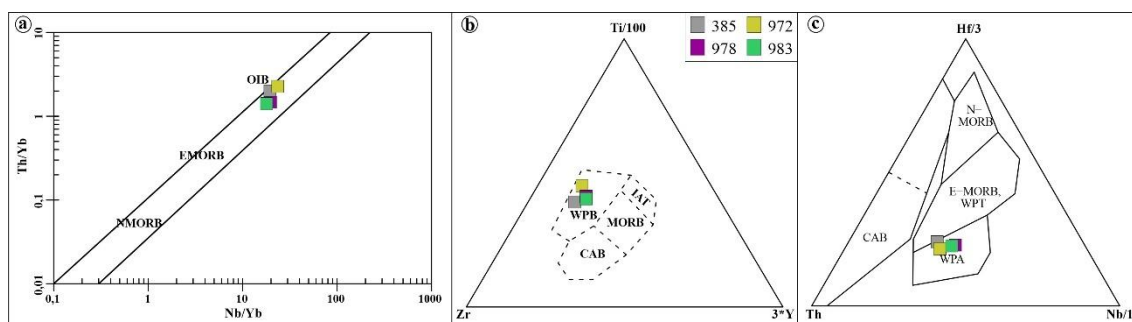 a
10
1
0,1
0,01
Th/Yb
OIB
EMORB
NMORB
0,1
1
10
100
1000
Nb/Yb
b
Ti/100
385
972
978
983
WPB
IAT
MORB
CAB
Zr
3*Y
c
Hf/3
N-
MORB
E-MORB,
WPT
CAB
WPA
Th
Nb/1